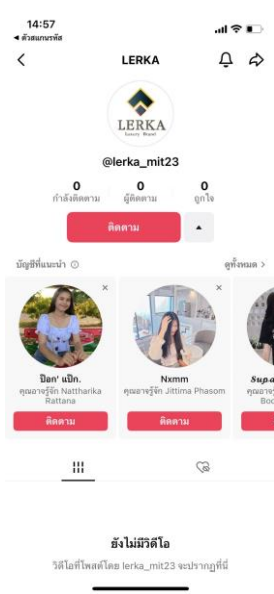 14:57
◀ ตัวสแกนรหัส
LERKA
LERKA
Luxury Brand
@lerka_mit23
0 0 0
กำลังติดตาม ผู้ติดตาม ถูกใจ
ติดตาม
บัญชีที่แนะนำ ดูทั้งหมด >
ป๊อก' แป๊ก. Nxmm
คุณอาจรู้จัก Nattharika Rattana
คุณอาจรู้จัก Jittima Phasom
ติดตาม ติดตาม
ยังไม่มีวิดีโอ
วิดีโอที่โพสต์โดย lerka_mit23 จะปรากฏที่นี่